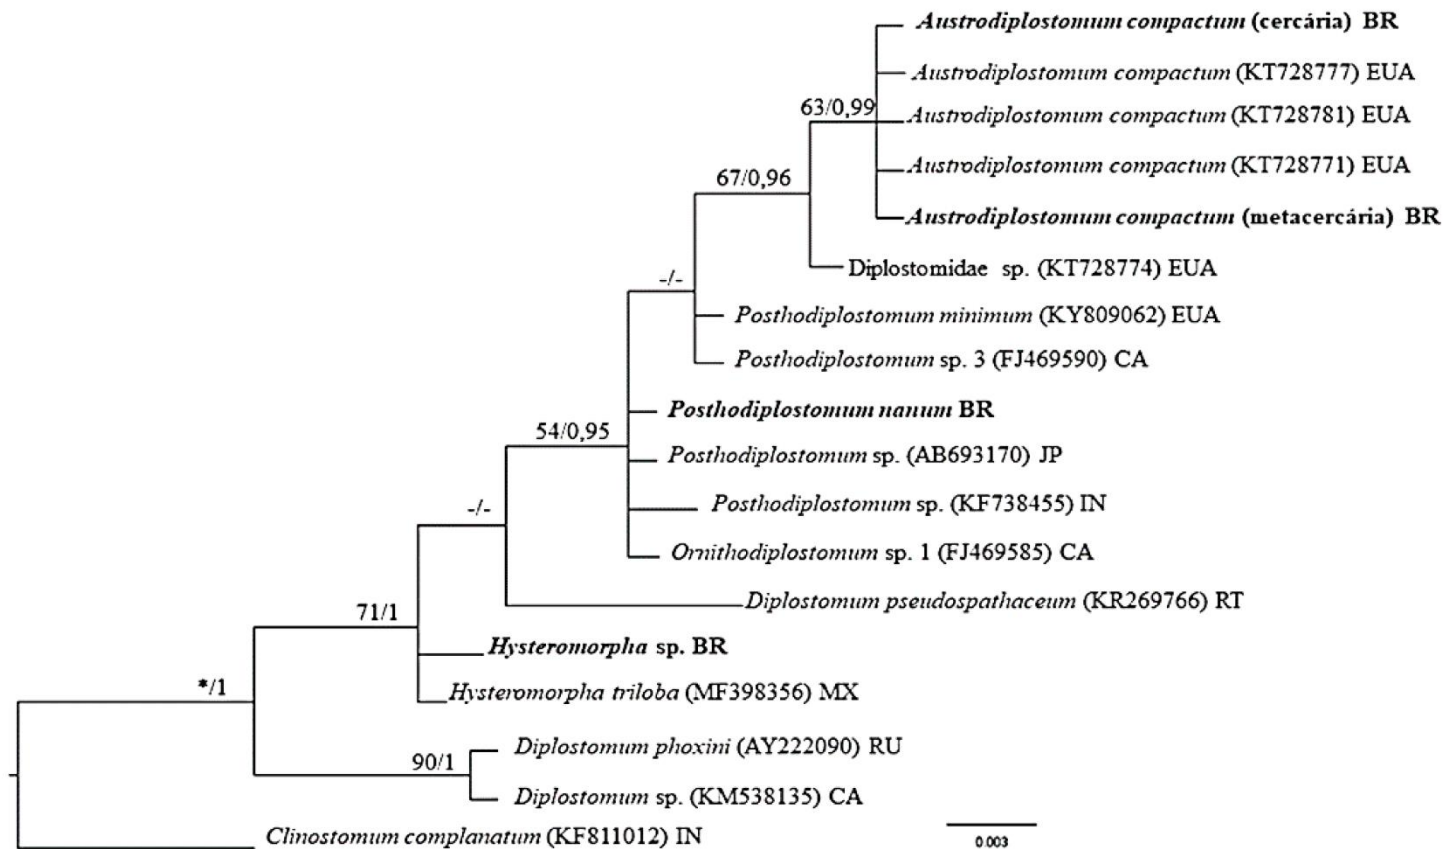 Austrodiplostomum compactum (cercária) BR
Austrodiplostomum compactum (KT728777) EUA
63/0,99
Austrodiplostomum compactum (KT728781) EUA
Austrodiplostomum compactum (KT728771) EUA
67/0,96
Austrodiplostomum compactum (metacercária) BR
Diplostomidae sp. (KT728774) EUA
-/-
Posthodiplostomum minimum (KY809062) EUA
Posthodiplostomum sp. 3 (FJ469590) CA
Posthodiplostomum nanum BR
54/0,95
Posthodiplostomum sp. (AB693170) JP
Posthodiplostomum sp. (KF738455) IN
-/-
Ornithodiplostomum sp. 1 (FJ469585) CA
Diplostomum pseudospathaceum (KR269766) RT
71/1
Hysteromorpha sp. BR
*/1
Hysteromorpha triloba (MF398356) MX
Diplostomum phoxini (AY222090) RU
90/1
Diplostomum sp. (KM538135) CA
Clinostomum complanatum (KF811012) IN
0.003